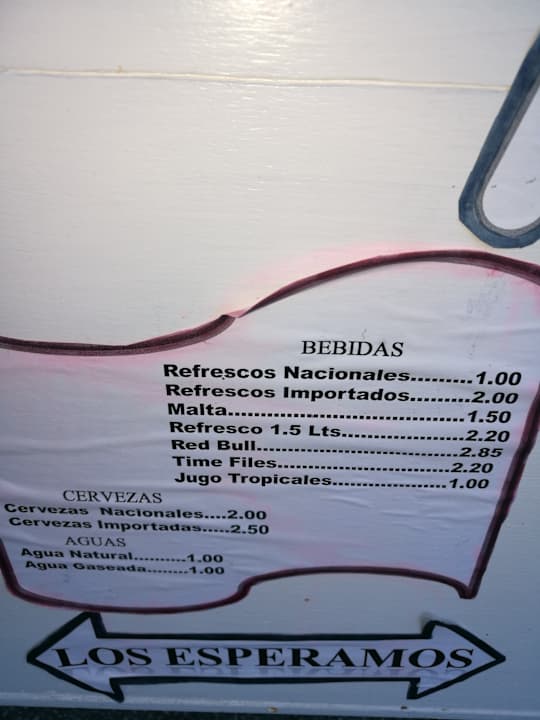 BEBIDAS
Refrescos Nacionales.........1.00
Refrescos Importados.........2.00
Malta...................................1.50
Refresco 1.5 Lts..................2.20
Red Bull...............................2.85
Time Files..........................2.20
Jugo Tropicales.................1.00
CERVEZAS
Cervezas Nacionales....2.00
Cervezas Importadas.....2.50
AGUAS
Agua Natural..........1.00
Agua Gaseada........1.00
LOS ESPERAMOS